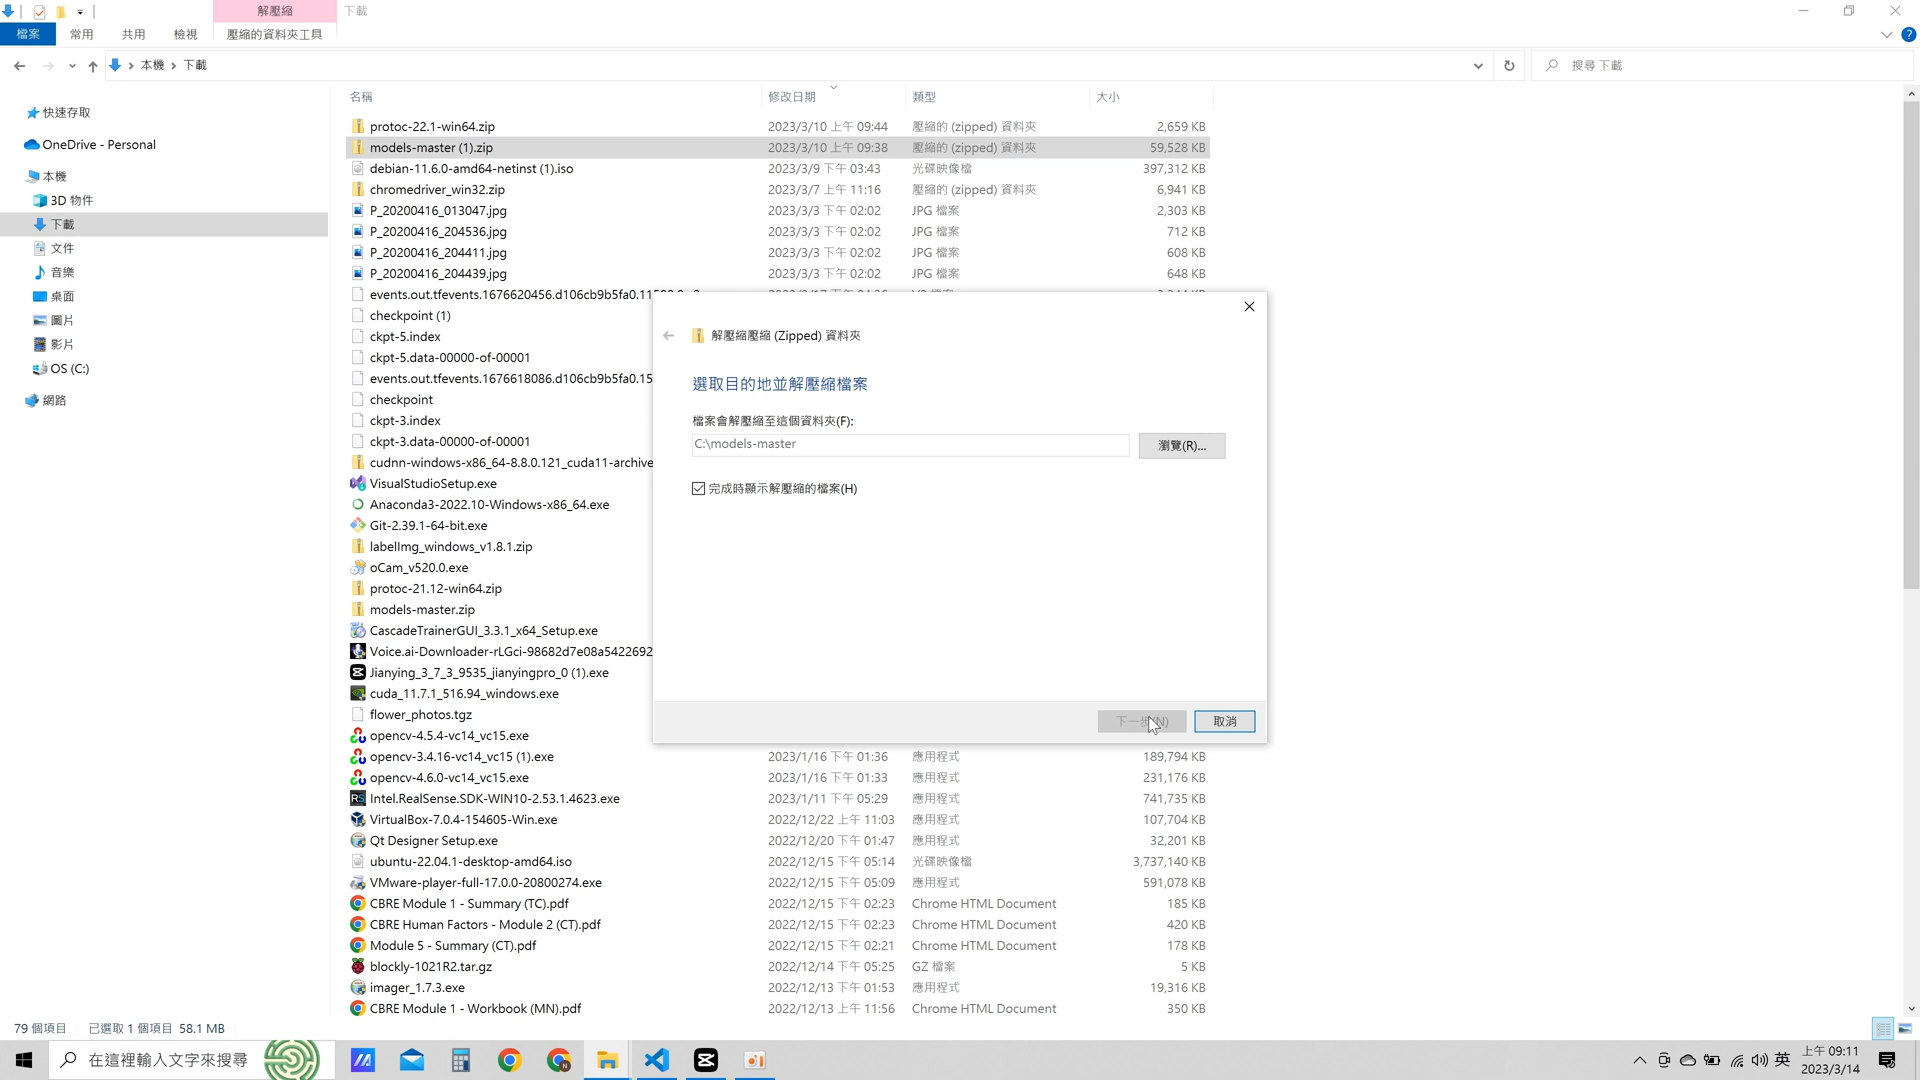 解壓縮
下載
檔案
常用
共用
檢視
壓縮的資料夾工具
本機 › 下載
搜尋 下載
快速存取
OneDrive - Personal
本機
3D 物件
下載
文件
音樂
桌面
圖片
影片
OS (C:)
網路
名稱 修改日期 類型 大小
protoc-22.1-win64.zip 2023/3/10 上午 09:44 壓縮的 (zipped) 資料夾 2,659 KB
models-master (1).zip 2023/3/10 上午 09:38 壓縮的 (zipped) 資料夾 59,528 KB
debian-11.6.0-amd64-netinst (1).iso 2023/3/9 下午 03:43 光碟映像檔 397,312 KB
chromedriver_win32.zip 2023/3/7 上午 11:16 壓縮的 (zipped) 資料夾 6,941 KB
P_20200416_013047.jpg 2023/3/3 下午 02:02 JPG 檔案 2,303 KB
P_20200416_204536.jpg 2023/3/3 下午 02:02 JPG 檔案 712 KB
P_20200416_204411.jpg 2023/3/3 下午 02:02 JPG 檔案 608 KB
P_20200416_204439.jpg 2023/3/3 下午 02:02 JPG 檔案 648 KB
events.out.tfevents.1676620456.d106cb9b5fa0.11
checkpoint (1)
ckpt-5.index
ckpt-5.data-00000-of-00001
events.out.tfevents.1676618086.d106cb9b5fa0.15
checkpoint
ckpt-3.index
ckpt-3.data-00000-of-00001
cudnn-windows-x86_64-8.8.0.121_cuda11-archive
VisualStudioSetup.exe
Anaconda3-2022.10-Windows-x86_64.exe
Git-2.39.1-64-bit.exe
labelImg_windows_v1.8.1.zip
oCam_v520.0.exe
protoc-21.12-win64.zip
models-master.zip
CascadeTrainerGUI_3.3.1_x64_Setup.exe
Voice.ai-Downloader-rLGci-98682d7e08a5422692
Jianying_3_7_3_9535_jianyingpro_0 (1).exe
cuda_11.7.1_516.94_windows.exe
flower_photos.tgz
opencv-4.5.4-vc14_vc15.exe
opencv-3.4.16-vc14_vc15 (1).exe 2023/1/16 下午 01:36 應用程式 189,794 KB
opencv-4.6.0-vc14_vc15.exe 2023/1/16 下午 01:33 應用程式 231,176 KB
Intel.RealSense.SDK-WIN10-2.53.1.4623.exe 2023/1/11 下午 05:29 應用程式 741,735 KB
VirtualBox-7.0.4-154605-Win.exe 2022/12/22 上午 11:03 應用程式 107,704 KB
Qt Designer Setup.exe 2022/12/20 下午 01:47 應用程式 32,201 KB
ubuntu-22.04.1-desktop-amd64.iso 2022/12/15 下午 05:14 光碟映像檔 3,737,140 KB
VMware-player-full-17.0.0-20800274.exe 2022/12/15 下午 05:09 應用程式 591,078 KB
CBRE Module 1 - Summary (TC).pdf 2022/12/15 下午 02:23 Chrome HTML Document 185 KB
CBRE Human Factors - Module 2 (CT).pdf 2022/12/15 下午 02:23 Chrome HTML Document 420 KB
Module 5 - Summary (CT).pdf 2022/12/15 下午 02:21 Chrome HTML Document 178 KB
blockly-1021R2.tar.gz 2022/12/14 下午 05:25 GZ 檔案 5 KB
imager_1.7.3.exe 2022/12/13 下午 01:53 應用程式 19,316 KB
CBRE Module 1 - Workbook (MN).pdf 2022/12/13 上午 11:56 Chrome HTML Document 350 KB
解壓縮壓縮 (Zipped) 資料夾
選取目的地並解壓縮檔案
檔案會解壓縮至這個資料夾(F):
C:\models-master
瀏覽(R)...
完成時顯示解壓縮的檔案(H)
下一步(N)
取消
79 個項目 已選取 1 個項目 58.1 MB
在這裡輸入文字來搜尋
英
上午 09:11
2023/3/14